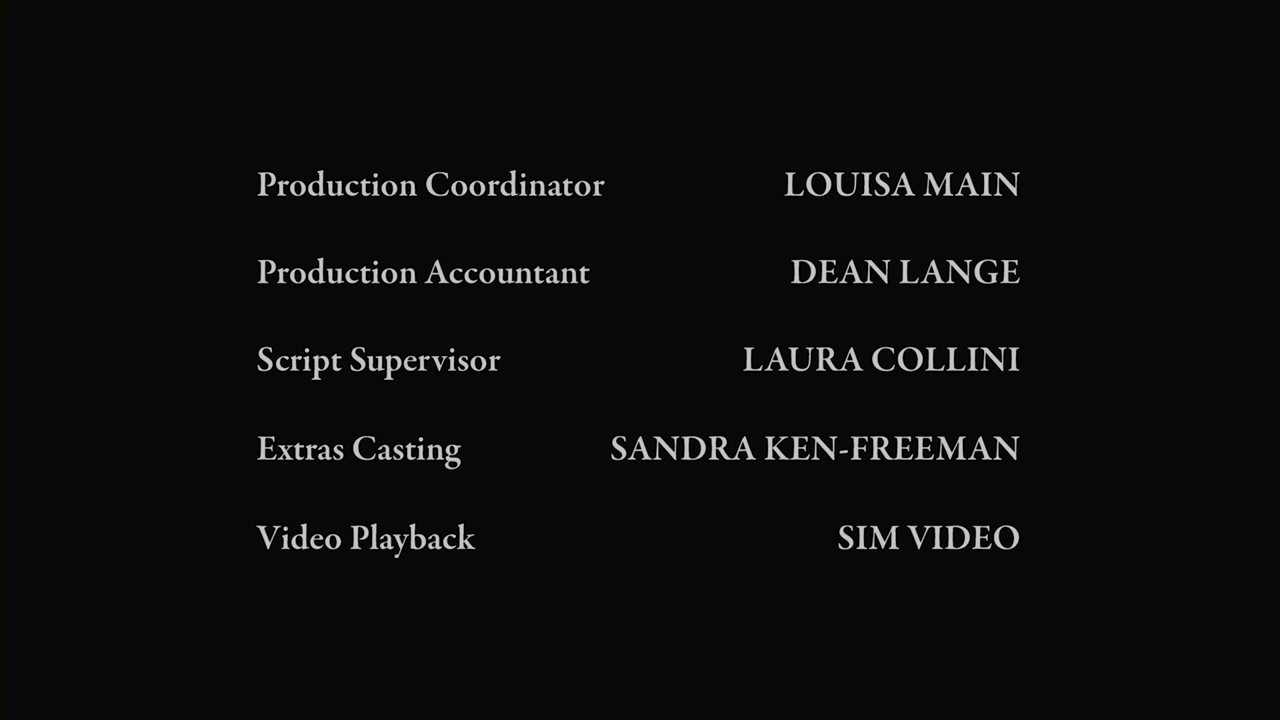 Production Coordinator LOUISA MAIN
Production Accountant DEAN LANGE
Script Supervisor LAURA COLLINI
Extras Casting SANDRA KEN-FREEMAN
Video Playback SIM VIDEO